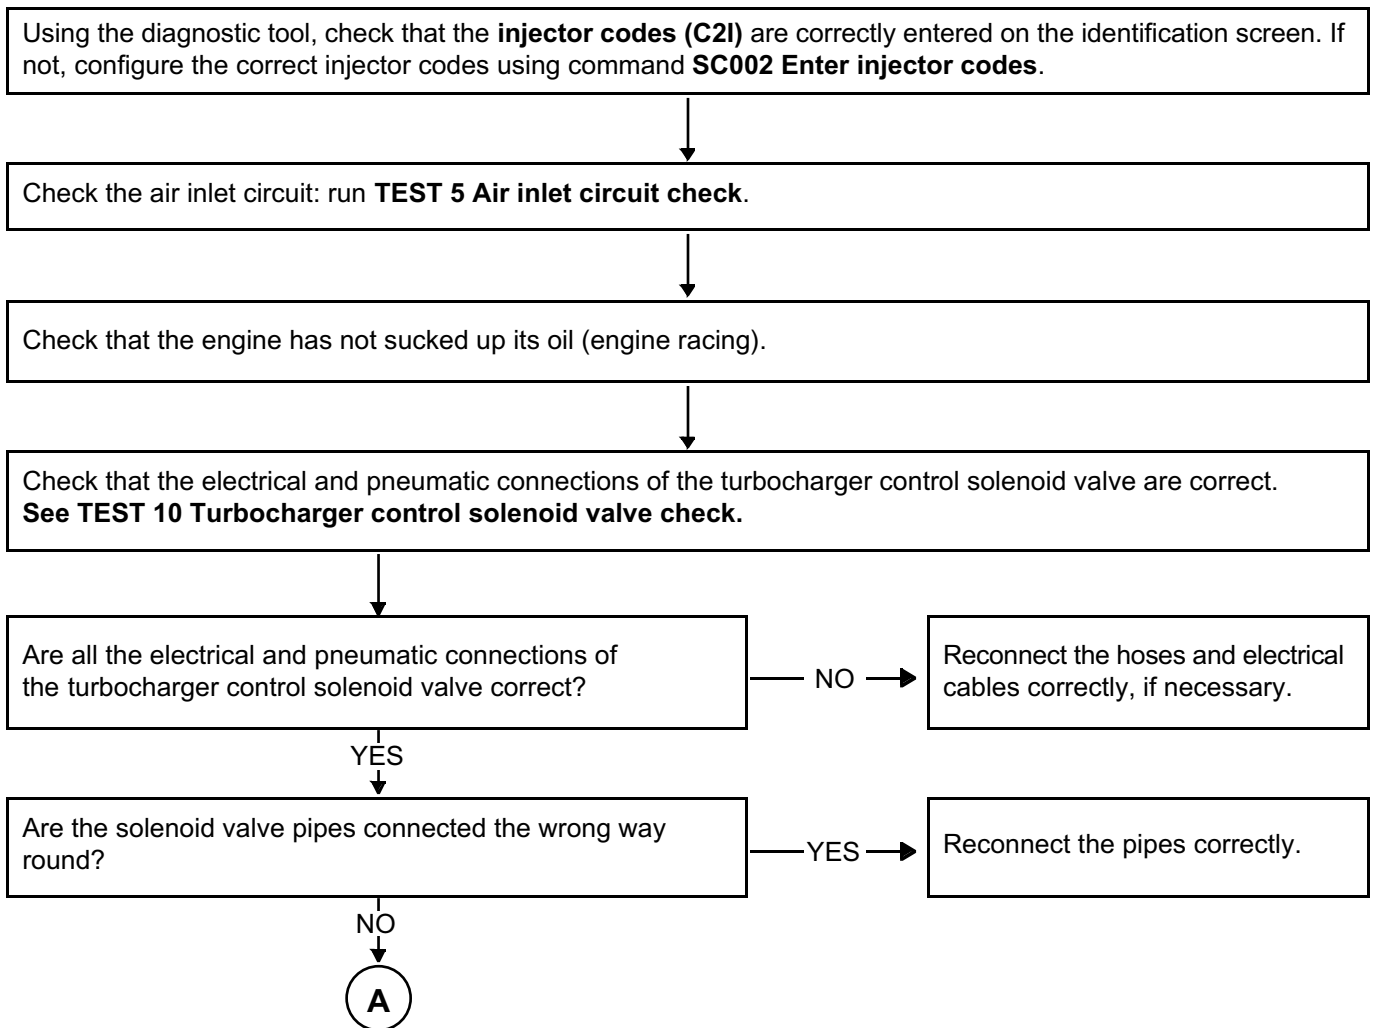 Using the diagnostic tool, check that the injector codes (C2I) are correctly entered on the identification screen. If
not, configure the correct injector codes using command SC002 Enter injector codes.
Check the air inlet circuit: run TEST 5 Air inlet circuit check.
Check that the engine has not sucked up its oil (engine racing).
Check that the electrical and pneumatic connections of the turbocharger control solenoid valve are correct.
See TEST 10 Turbocharger control solenoid valve check.
Are all the electrical and pneumatic connections of
the turbocharger control solenoid valve correct?
NO
Reconnect the hoses and electrical
cables correctly, if necessary.
YES
Are the solenoid valve pipes connected the wrong way
round?
YES
Reconnect the pipes correctly.
NO
A